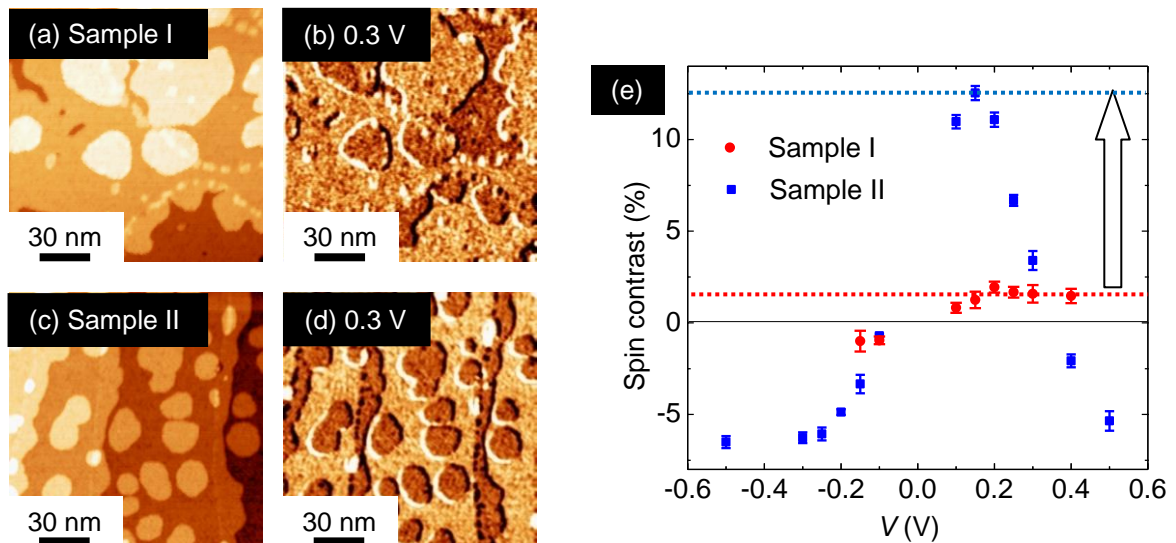 (a) Sample I
30 nm
(b) 0.3 V
30 nm
(c) Sample II
30 nm
(d) 0.3 V
30 nm
(e)
Sample I
Sample II
Spin contrast (%)
10
5
0
-5
-0.6 -0.4 -0.2 0.0 0.2 0.4 0.6
V (V)